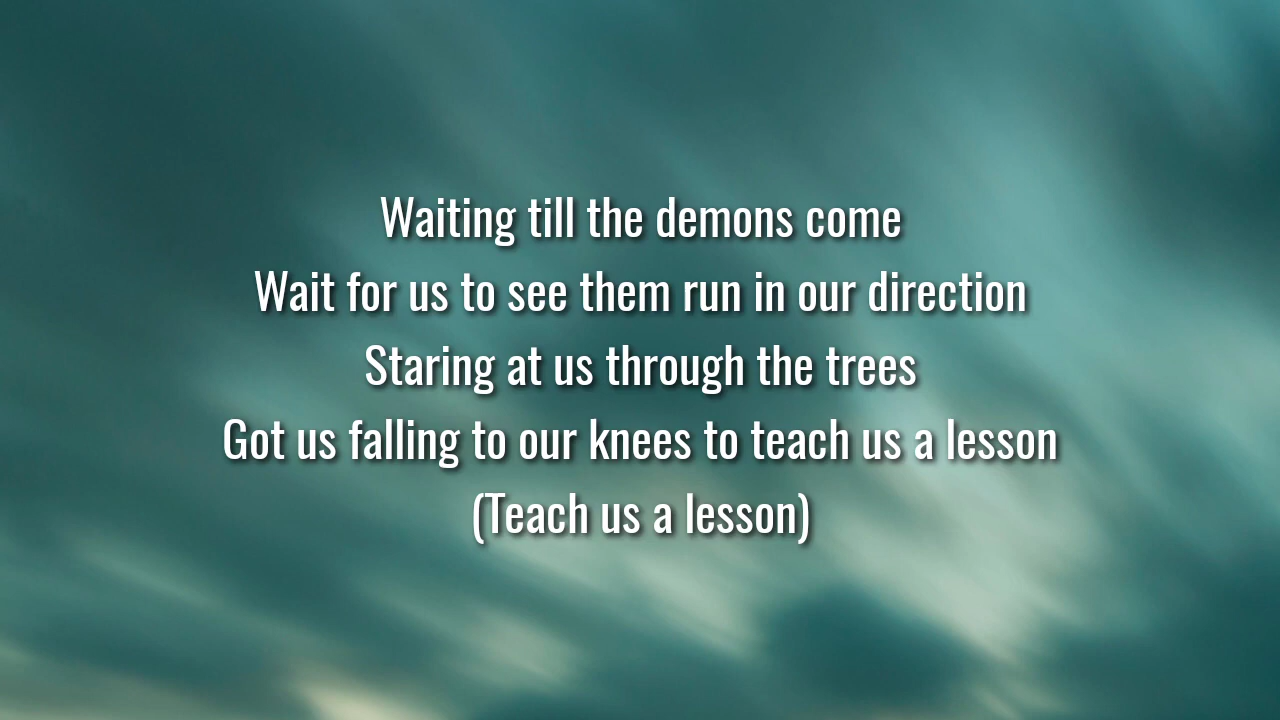 Waiting till the demons come
Wait for us to see them run in our direction
Staring at us through the trees
Got us falling to our knees to teach us a lesson
(Teach us a lesson)